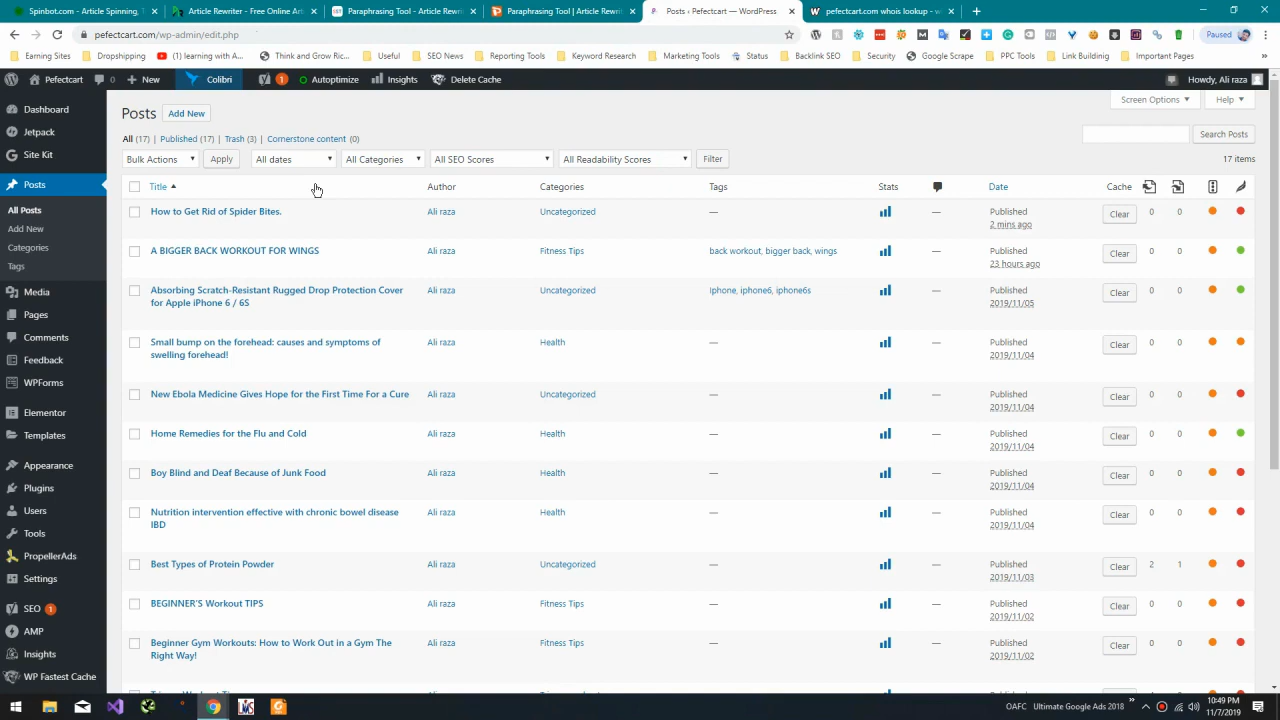 Spinbot.com - Article Spinning, T
Article Rewriter - Free Online Ar
Paraphrasing Tool - Article Rewri
Paraphrasing Tool | Article Rewri
Posts ‹ Pefectcart — WordPress
pefectcart.com whois lookup - w
pefectcart.com/wp-admin/edit.php
Paused
Earning Sites
Dropshipping
(1) learning with A...
Think and Grow Ric...
Useful
SEO News
Reporting Tools
Keyword Research
Marketing Tools
Status
Backlink SEO
Security
Google Scrape
PPC Tools
Link Buildinig
Important Pages
Pefectcart
0
New
Colibri
1
Autoptimize
Insights
Delete Cache
Howdy, Ali raza
Dashboard
Jetpack
Site Kit
Posts
All Posts
Add New
Categories
Tags
Media
Pages
Comments
Feedback
WPForms
Elementor
Templates
Appearance
Plugins
Users
Tools
PropellerAds
Settings
SEO 1
AMP
Insights
WP Fastest Cache
Posts Add New
Screen Options
Help
All (17) | Published (17) | Trash (3) | Cornerstone content (0)
Search Posts
Bulk Actions Apply All dates All Categories All SEO Scores All Readability Scores Filter
17 items
Title Author Categories Tags Stats Date Cache
How to Get Rid of Spider Bites. Ali raza Uncategorized — — Published Clear 0 0
2 mins ago
A BIGGER BACK WORKOUT FOR WINGS Ali raza Fitness Tips back workout, bigger back, wings — Published Clear 0 0
23 hours ago
Absorbing Scratch-Resistant Rugged Drop Protection Cover Ali raza Uncategorized Iphone, iphone6, iphone6s — Published Clear 0 0
for Apple iPhone 6 / 6S 2019/11/05
Small bump on the forehead: causes and symptoms of Ali raza Health — — Published Clear 0 0
swelling forehead! 2019/11/04
New Ebola Medicine Gives Hope for the First Time For a Cure Ali raza Uncategorized — — Published Clear 0 0
2019/11/04
Home Remedies for the Flu and Cold Ali raza Health — — Published Clear 0 0
2019/11/04
Boy Blind and Deaf Because of Junk Food Ali raza Health — — Published Clear 0 0
2019/11/04
Nutrition intervention effective with chronic bowel disease Ali raza Health — — Published Clear 0 0
IBD 2019/11/04
Best Types of Protein Powder Ali raza Uncategorized — — Published Clear 2 1
2019/11/03
BEGINNER'S Workout TIPS Ali raza Fitness Tips — — Published Clear 0 0
2019/11/02
Beginner Gym Workouts: How to Work Out in a Gym The Ali raza Fitness Tips — — Published Clear 0 0
Right Way! 2019/11/02
OAFC Ultimate Google Ads 2018
10:49 PM
11/7/2019